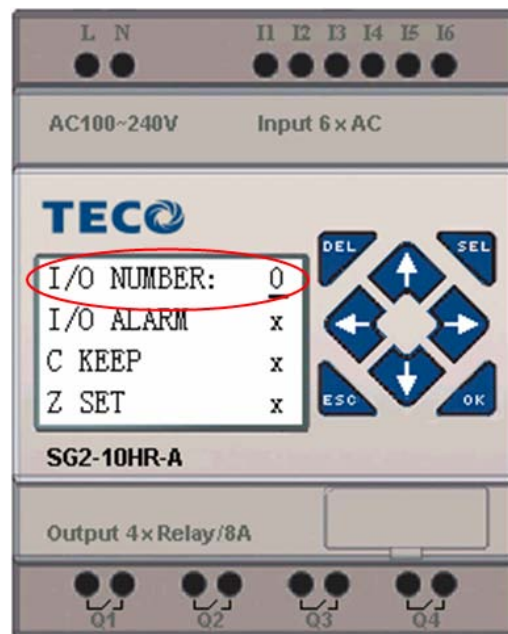 L N I1 I2 I3 I4 I5 I6
AC100~240V Input 6 x AC
TECO
DEL SEL
I/O NUMBER: 0
I/O ALARM x
C KEEP x
Z SET x
ESC OK
SG2-10HR-A
Output 4 x Relay/8A
Q1 Q2 Q3 Q4